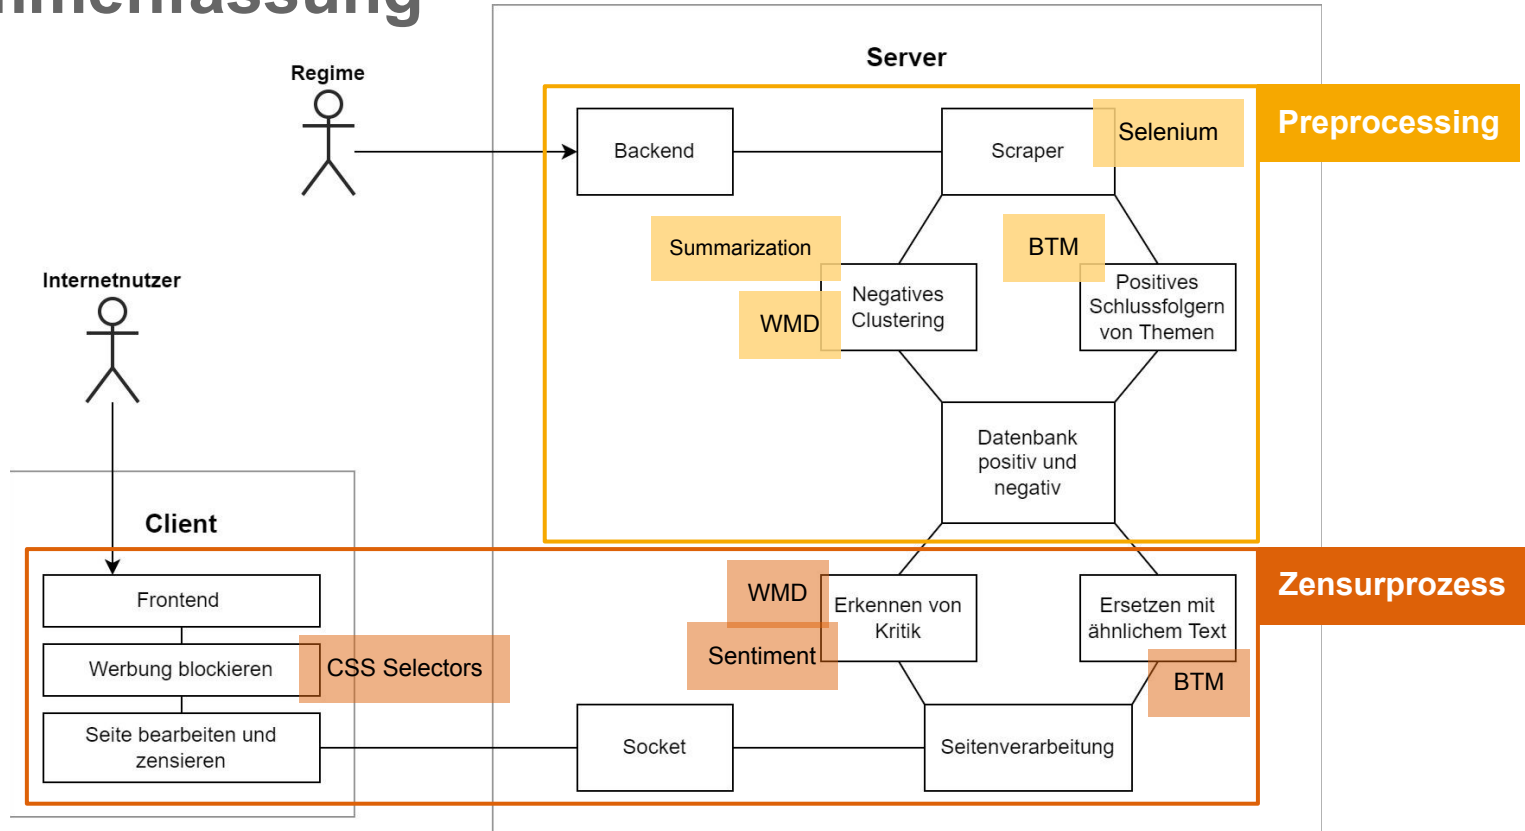 Server
Regime
Preprocessing
Backend
Scraper
Selenium
Summarization
BTM
Internetnutzer
Negatives
Clustering
WMD
Positives
Schlussfolgern
von Themen
Datenbank
positiv und
negativ
Client
Zensurprozess
Frontend
WMD
Erkennen von
Kritik
Sentiment
Ersetzen mit
ähnlichem Text
BTM
Werbung blockieren
CSS Selectors
Seite bearbeiten und
zensieren
Socket
Seitenverarbeitung